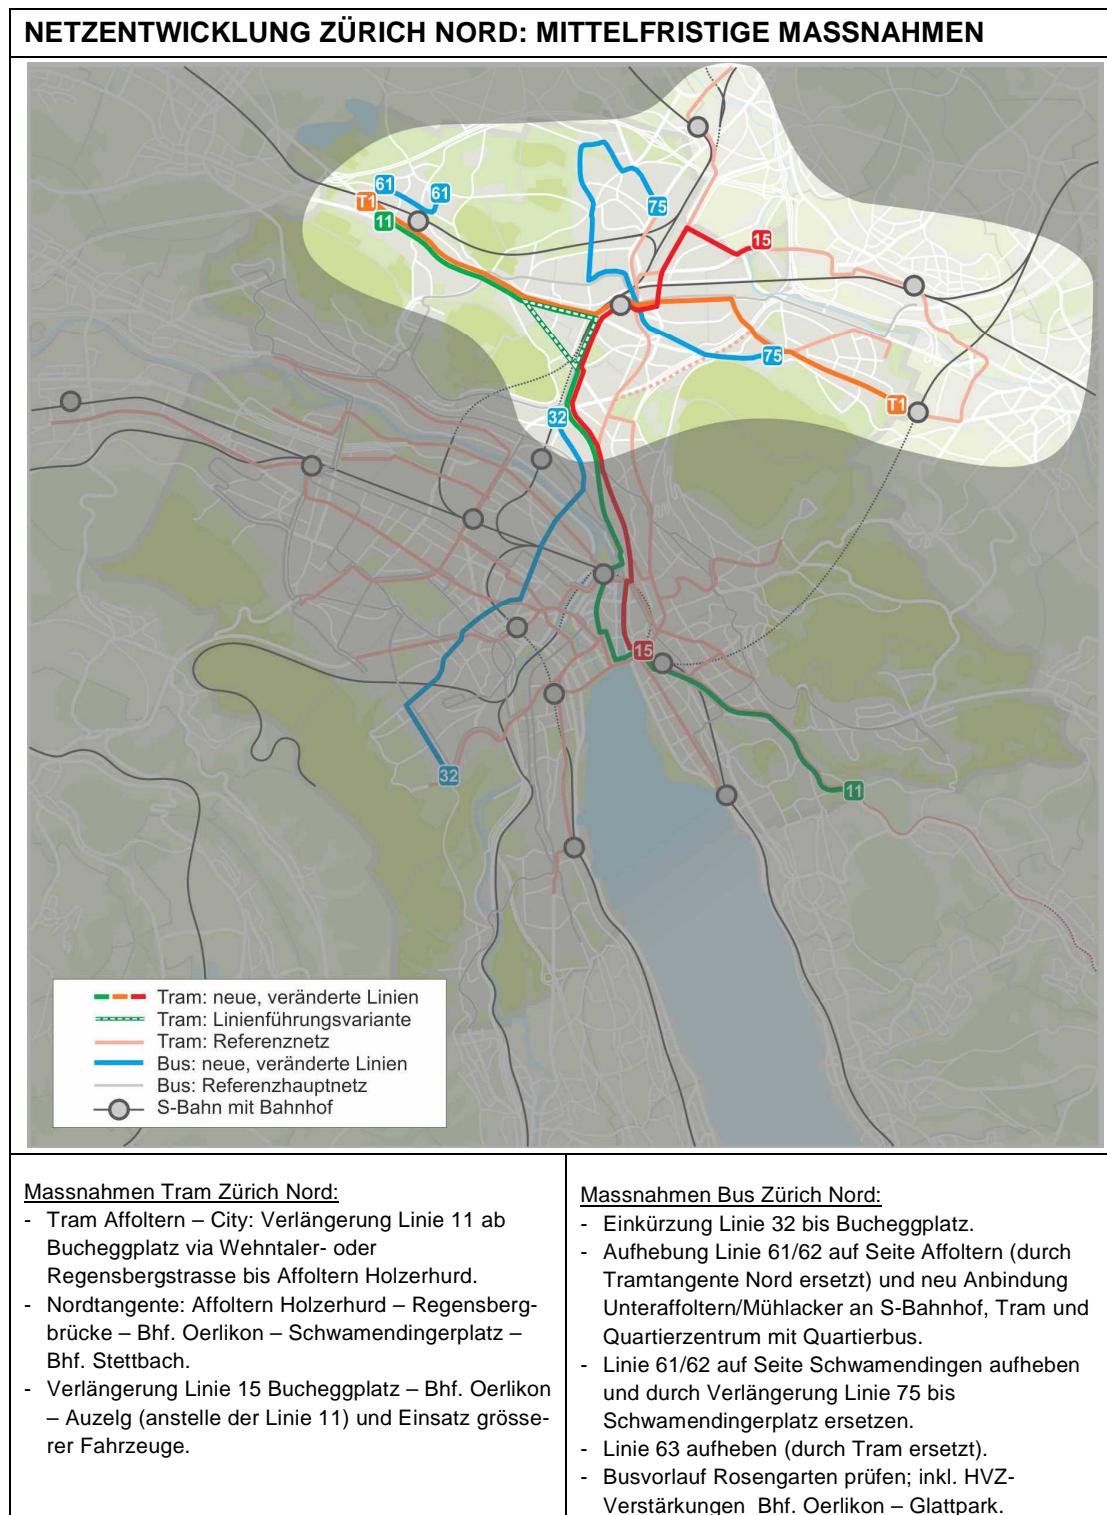 NETZENTWICKLUNG ZÜRICH NORD: MITTELFRISTIGE MASSNAHMEN
61
61
T1
11
75
15
75
T1
32
15
32
11
Tram: neue, veränderte Linien
Tram: Linienführungsvariante
Tram: Referenznetz
Bus: neue, veränderte Linien
Bus: Referenzhauptnetz
S-Bahn mit Bahnhof
Massnahmen Tram Zürich Nord:
- Tram Affoltern – City: Verlängerung Linie 11 ab
Bucheggplatz via Wehntaler- oder
Regensbergstrasse bis Affoltern Holzerhurd.
- Nordtangente: Affoltern Holzerhurd – Regensberg-
brücke – Bhf. Oerlikon – Schwamendingerplatz –
Bhf. Stettbach.
- Verlängerung Linie 15 Bucheggplatz – Bhf. Oerlikon
– Auzelg (anstelle der Linie 11) und Einsatz grösse-
rer Fahrzeuge.
Massnahmen Bus Zürich Nord:
- Einkürzung Linie 32 bis Bucheggplatz.
- Aufhebung Linie 61/62 auf Seite Affoltern (durch
Tramtangente Nord ersetzt) und neu Anbindung
Unteraffoltern/Mühlacker an S-Bahnhof, Tram und
Quartierzentrum mit Quartierbus.
- Linie 61/62 auf Seite Schwamendingen aufheben
und durch Verlängerung Linie 75 bis
Schwamendingerplatz ersetzen.
- Linie 63 aufheben (durch Tram ersetzt).
- Busvorlauf Rosengarten prüfen; inkl. HVZ-
Verstärkungen Bhf. Oerlikon – Glattpark.